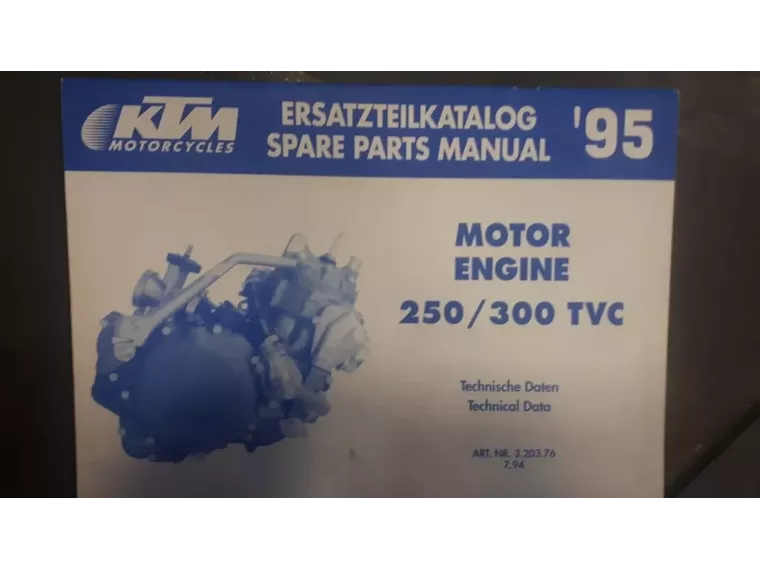 KTM
MOTORCYCLES
ERSATZTEILKATALOG
SPARE PARTS MANUAL
'95
MOTOR
ENGINE
250/300 TVC
Technische Daten
Technical Data
ART. NR. 3.203.76
7.94